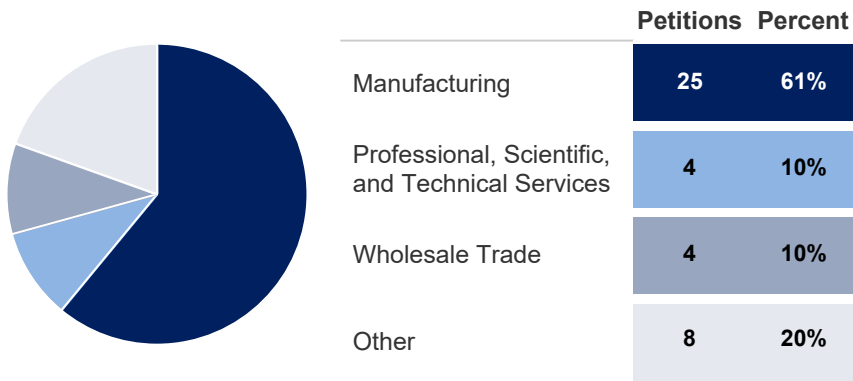 Petitions Percent
Manufacturing 25 61%
Professional, Scientific,
and Technical Services 4 10%
Wholesale Trade 4 10%
Other 8 20%